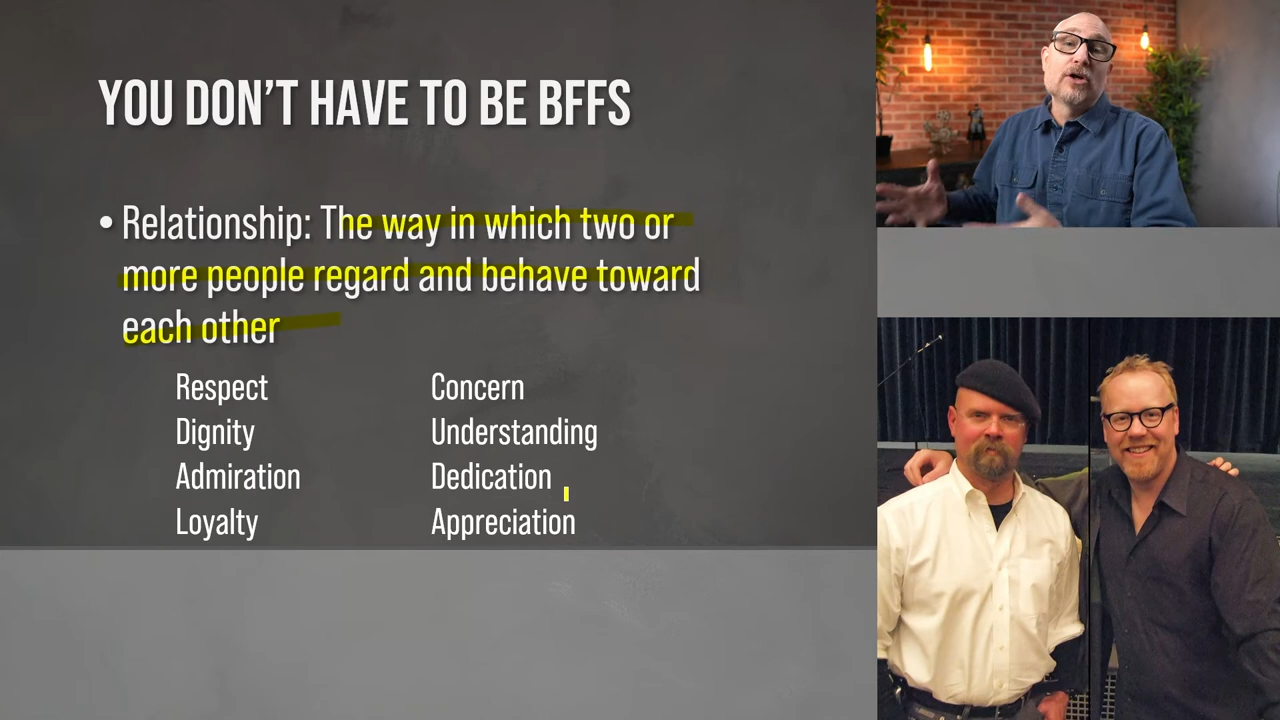 YOU DON'T HAVE TO BE BFFS
• Relationship: The way in which two or
more people regard and behave toward
each other
Respect
Dignity
Admiration
Loyalty
Concern
Understanding
Dedication
Appreciation